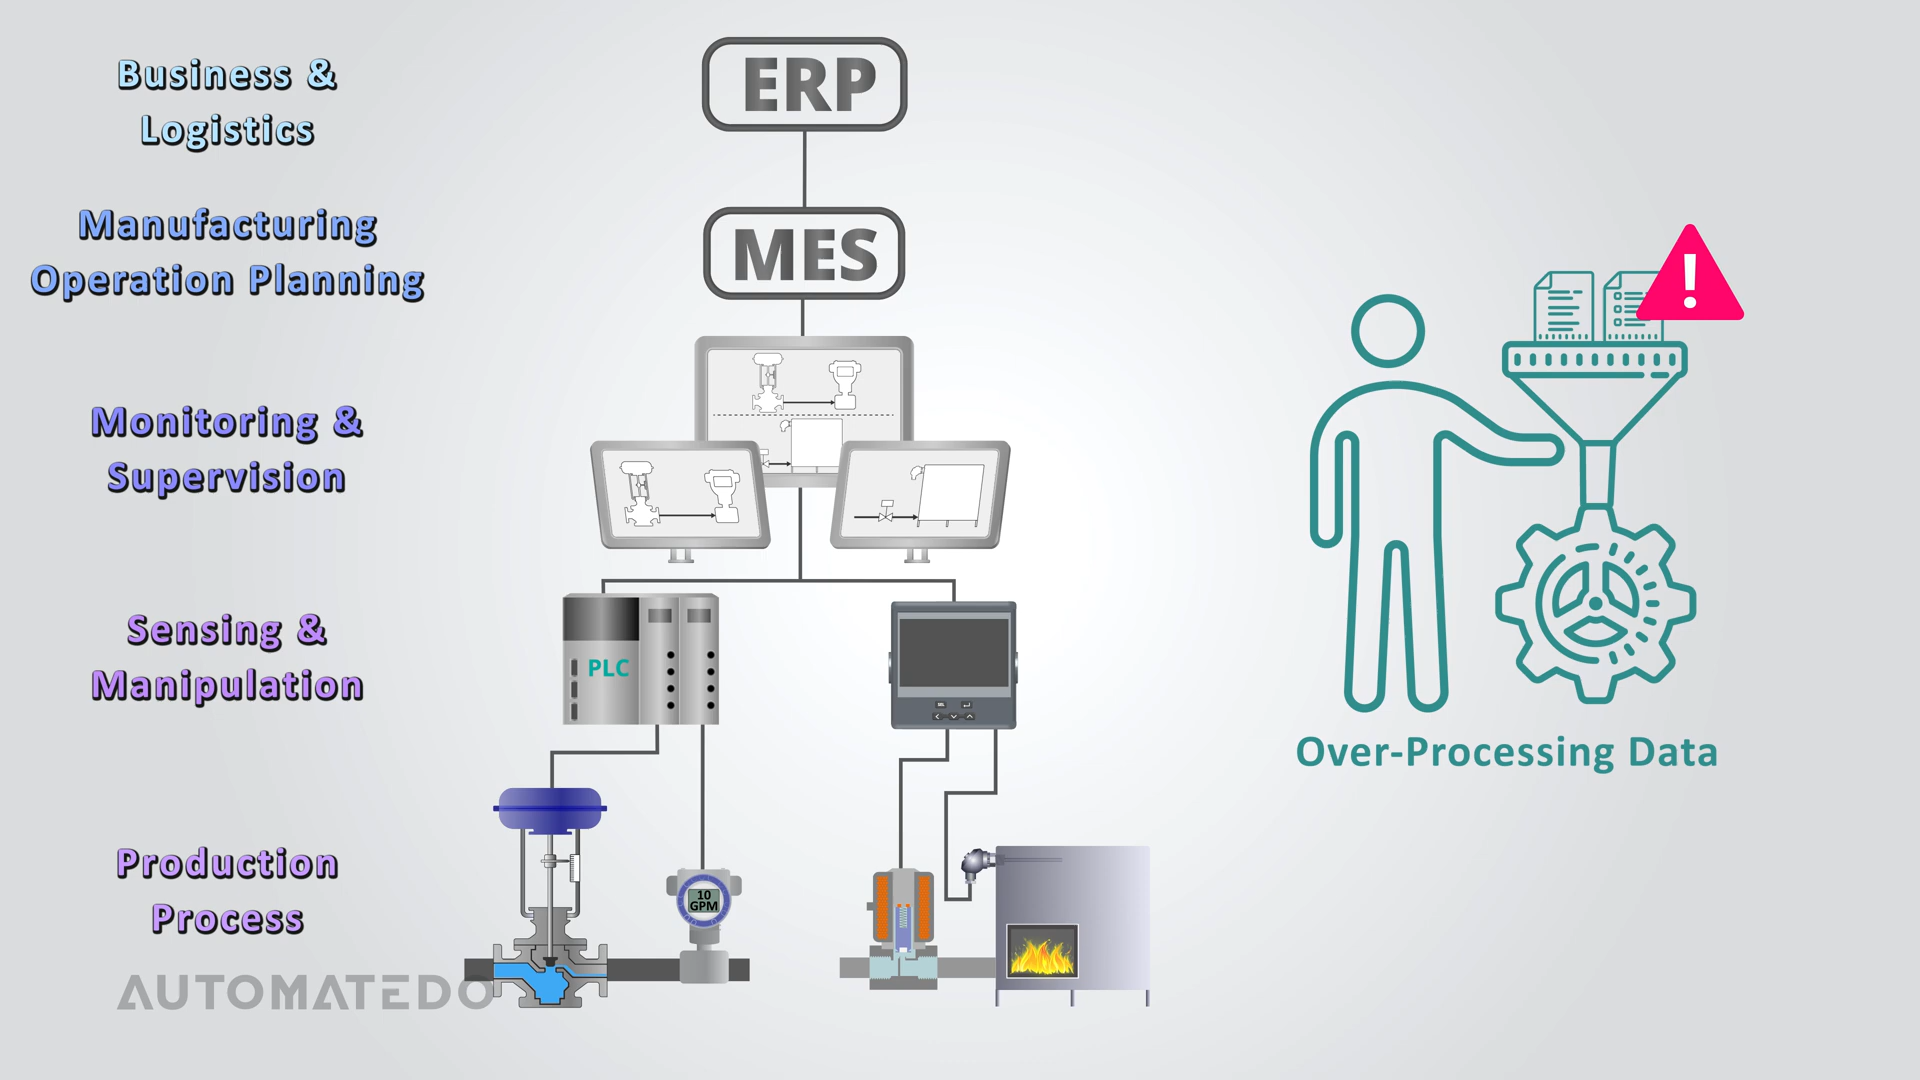 Business &
Logistics
ERP
Manufacturing
Operation Planning
MES
Monitoring &
Supervision
Sensing &
Manipulation
PLC
Over-Processing Data
Production
Process
10
GPM
AUTOMATEDO